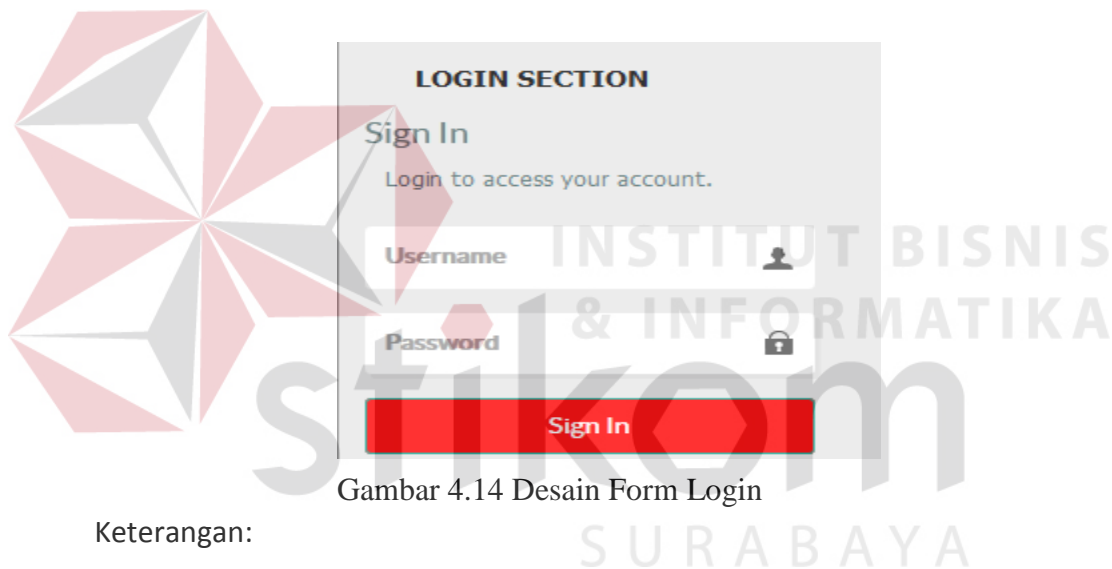 LOGIN SECTION
Sign In
Login to access your account.
Username
INSTITUT BISNIS
& INFORMATIKA
Password
stikom
Sign In
Gambar 4.14 Desain Form Login
Keterangan:
SURABAYA